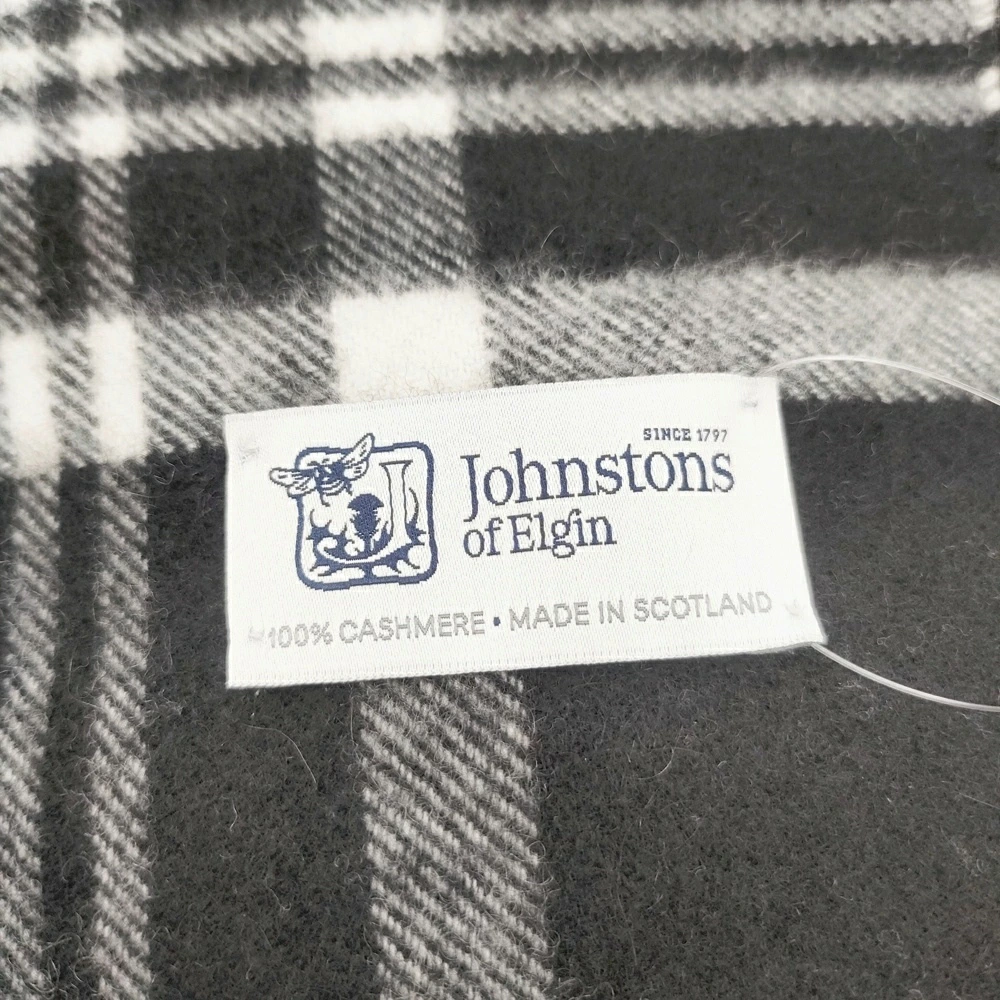 SINCE 1797
Johnstons
of Elgin
100% CASHMERE • MADE IN SCOTLAND